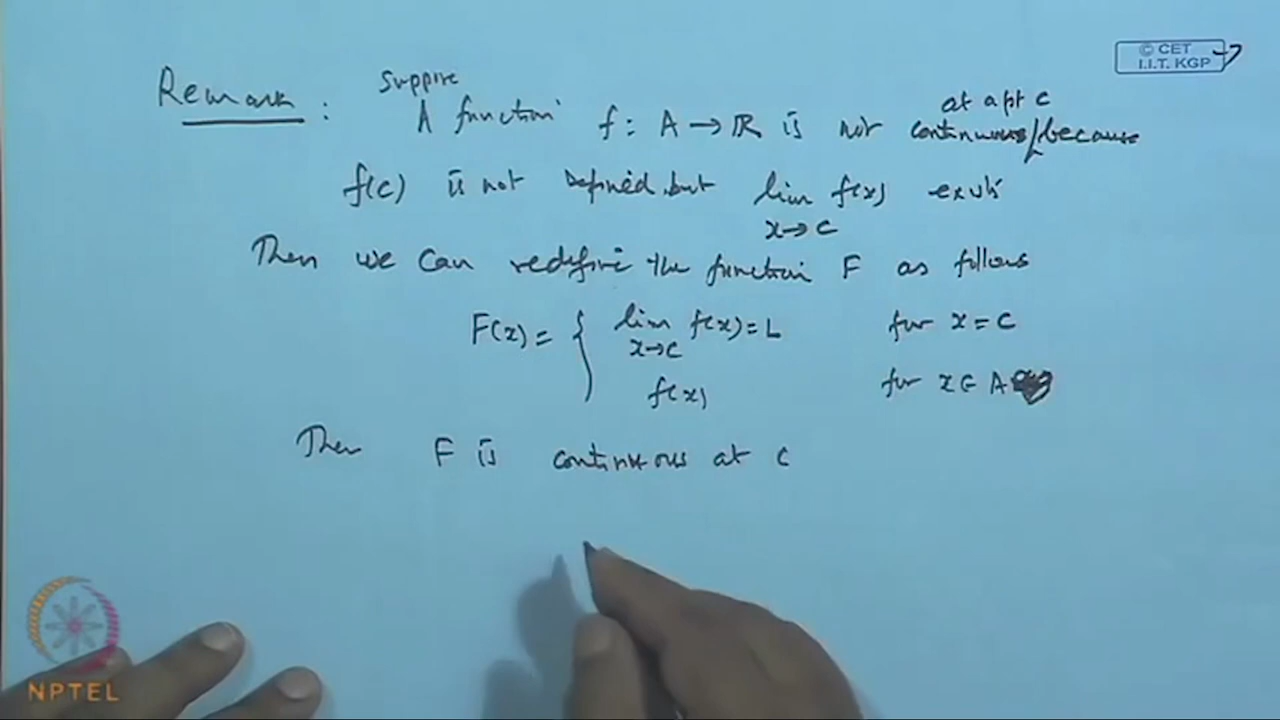 © CET
I.I.T. KGP
Remark : Suppose A function f : A → R is not continuous at a pt c because
f(c) is not defined but lim x→c f(x) exists
Then we can redefine the function F as follows
F(x) = { lim x→c f(x) = L for x = c
f(x) for x ∈ A
Then F is continuous at c
NPTEL